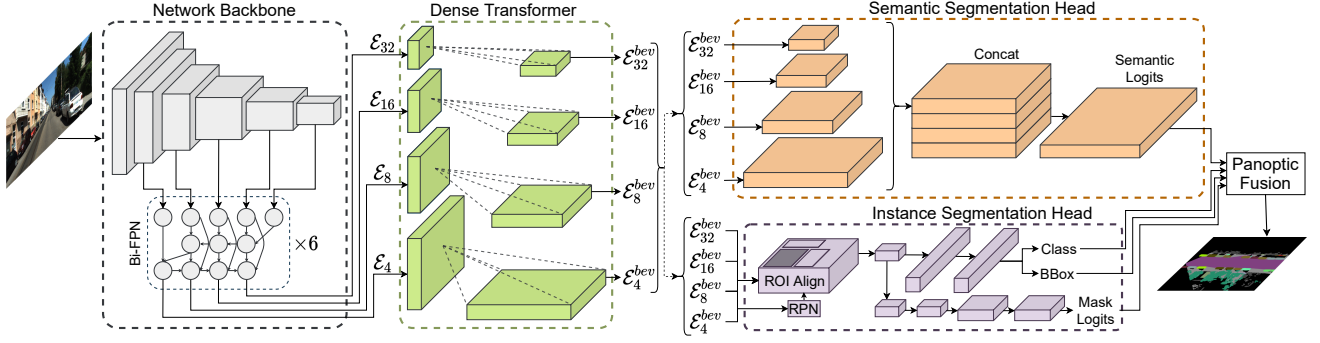 Network Backbone
Dense Transformer
Semantic Segmentation Head
Bi-FPN
×6
ℰ32
ℰ16
ℰ8
ℰ4
ℰ32^bev
ℰ16^bev
ℰ8^bev
ℰ4^bev
ℰ32^bev
ℰ16^bev
ℰ8^bev
ℰ4^bev
Concat
Semantic
Logits
Panoptic
Fusion
Instance Segmentation Head
ℰ32^bev
ℰ16^bev
ℰ8^bev
ℰ4^bev
ROI Align
RPN
Class
BBox
Mask
Logits